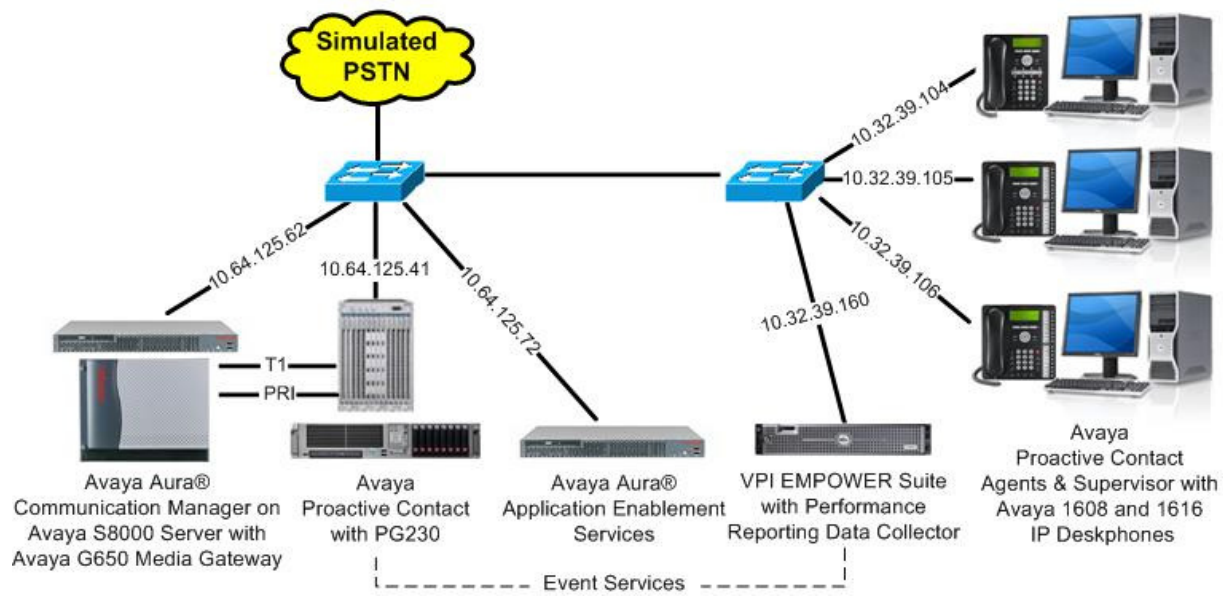 Simulated
PSTN
10.32.39.104
10.32.39.105
10.32.39.106
10.64.125.62
10.64.125.41
10.64.125.72
10.32.39.160
T1
PRI
Avaya Aura®
Communication Manager on
Avaya S8000 Server with
Avaya G650 Media Gateway
Avaya
Proactive Contact
with PG230
Avaya Aura®
Application Enablement
Services
VPI EMPOWER Suite
with Performance
Reporting Data Collector
Avaya
Proactive Contact
Agents & Supervisor with
Avaya 1608 and 1616
IP Deskphones
Event Services